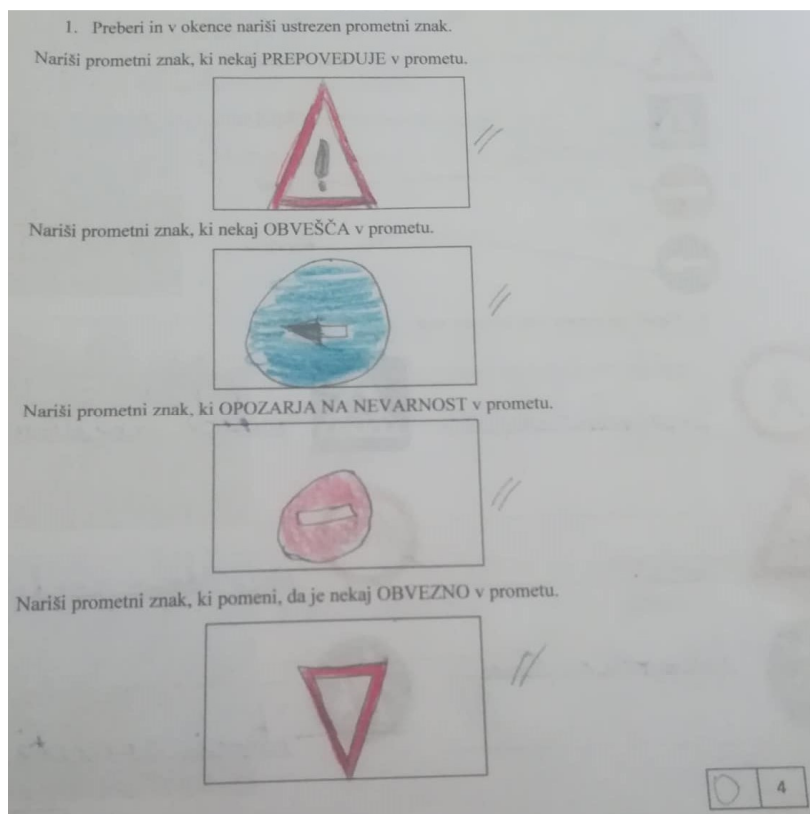 1. Preberi in v okence nariši ustrezen prometni znak.
Nariši prometni znak, ki nekaj PREPOVEDUJE v prometu.
!
Nariši prometni znak, ki nekaj OBVEŠČA v prometu.
Nariši prometni znak, ki OPOZARJA NA NEVARNOST v prometu.
Nariši prometni znak, ki pomeni, da je nekaj OBVEZNO v prometu.
0 4